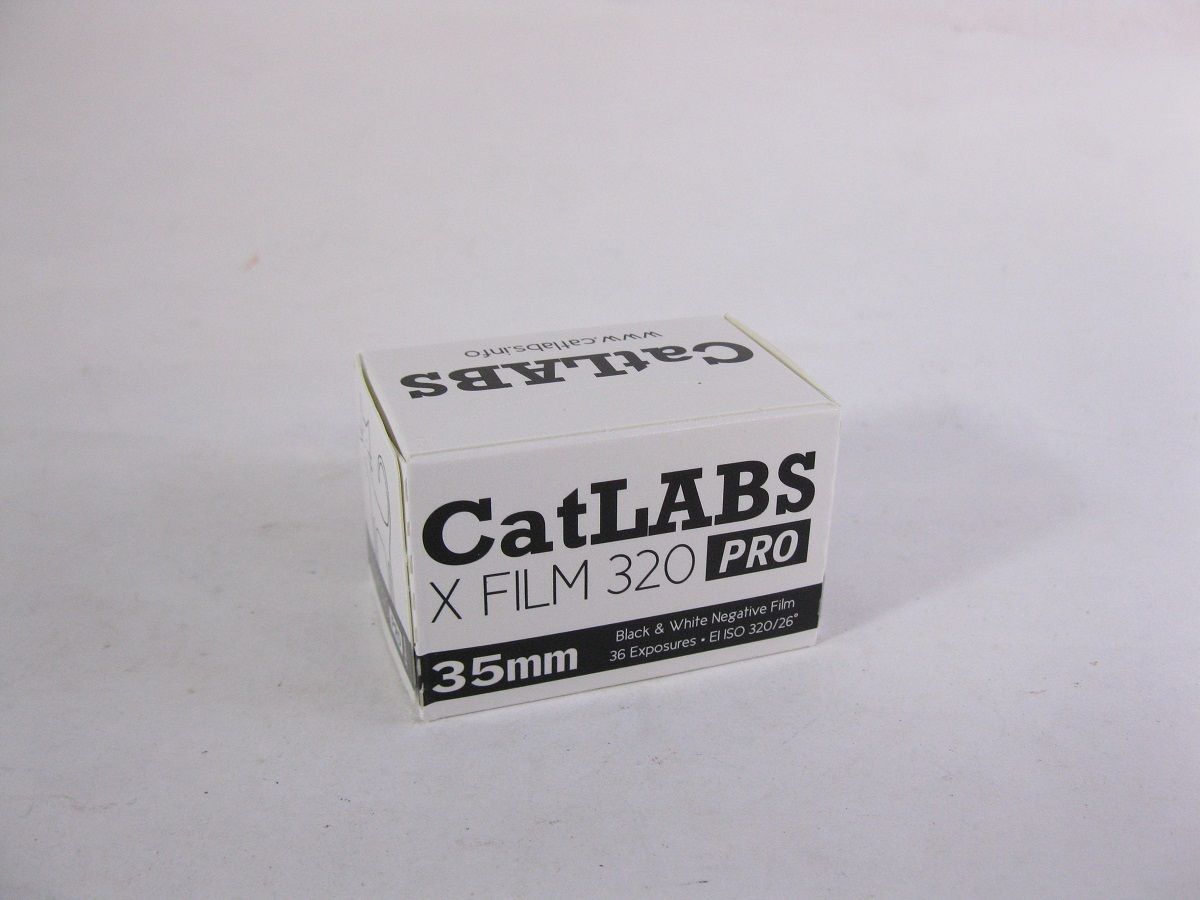 www.catlabs.info
CatLABS
CatLABS
X FILM 320 PRO
35mm
Black & White Negative Film
36 Exposures • EI ISO 320/26°